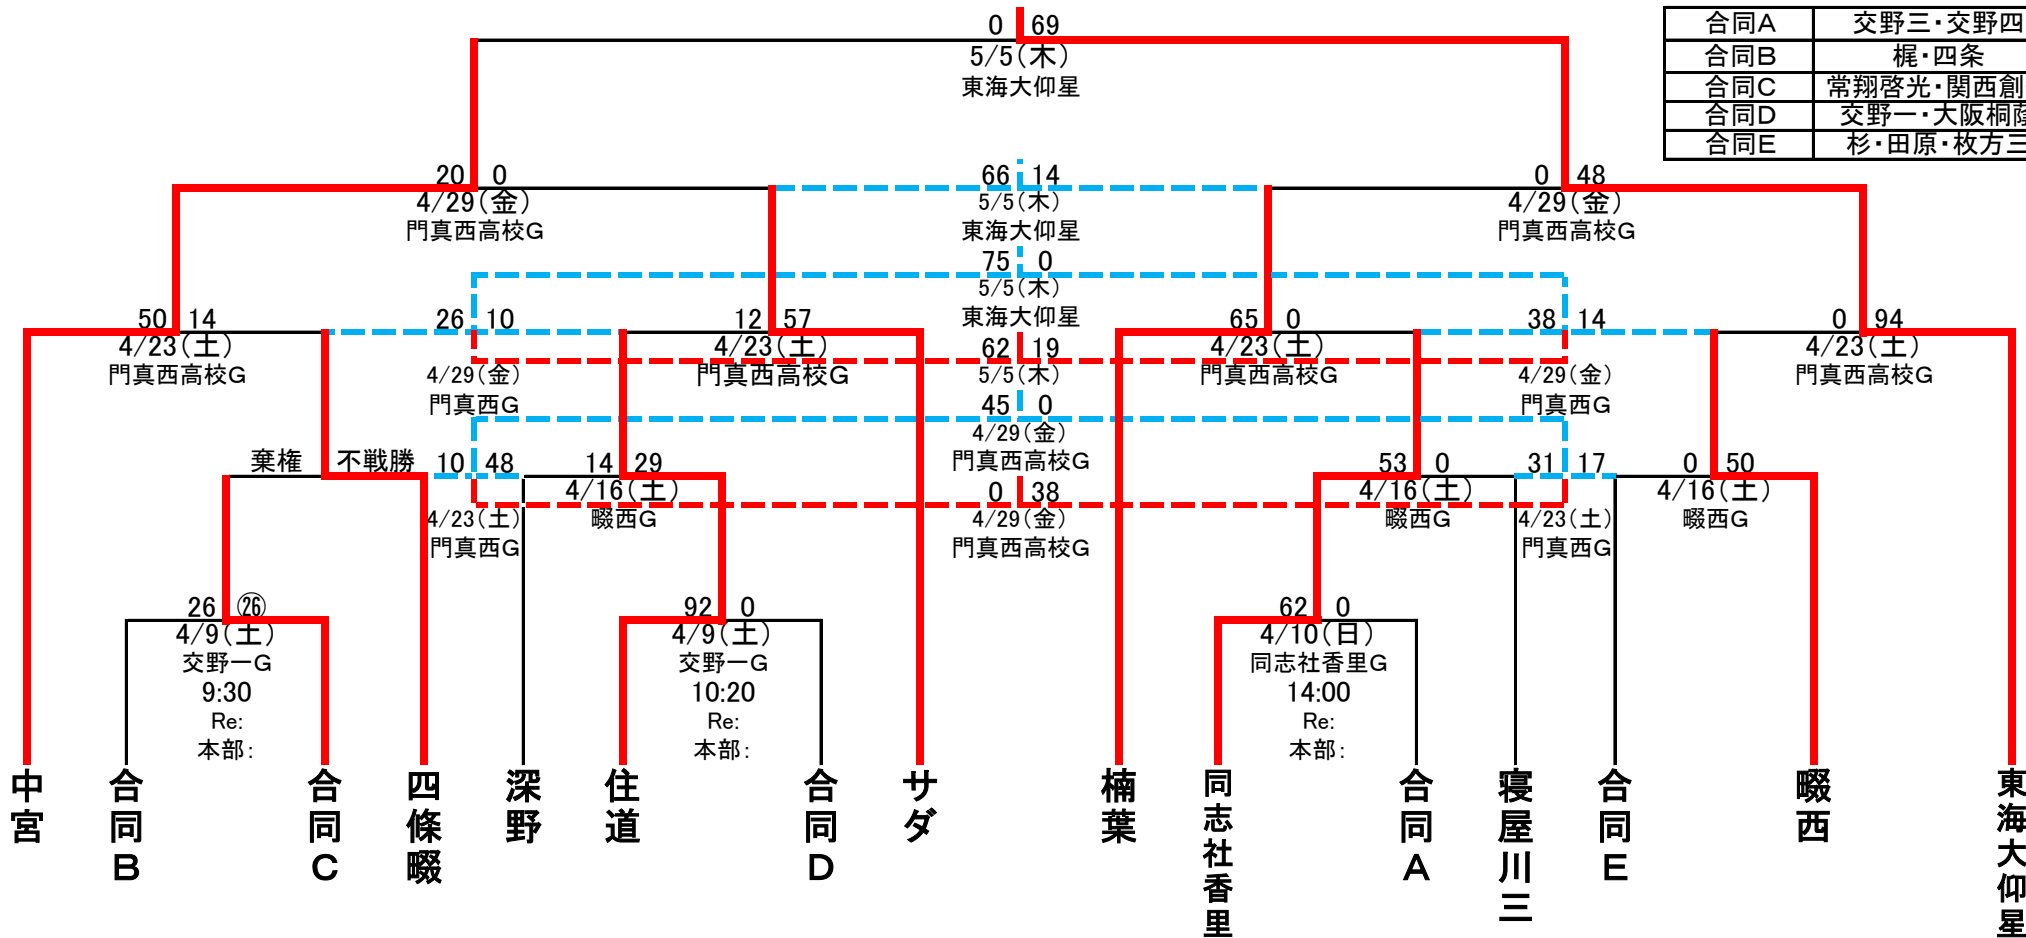 0 69
5/5(木)
東海大仰星
合同A 交野三・交野四
合同B 梶・四条
合同C 常翔啓光・関西創
合同D 交野一・大阪桐蔭
合同E 杉・田原・枚方三
20 0
4/29(金)
門真西高校G
66 14
5/5(木)
東海大仰星
0 48
4/29(金)
門真西高校G
75 0
5/5(木)
東海大仰星
50 14
4/23(土)
門真西高校G
26 10
4/29(金)
門真西G
12 57
4/23(土)
門真西高校G
62 19
5/5(木)
65 0
4/23(土)
門真西高校G
38 14
4/29(金)
門真西G
0 94
4/23(土)
門真西高校G
45 0
4/29(金)
門真西高校G
棄権 不戦勝
10 48
4/23(土)
門真西G
14 29
4/16(土)
畷西G
0 38
4/29(金)
門真西高校G
53 0
4/16(土)
畷西G
31 17
4/23(土)
門真西G
0 50
4/16(土)
畷西G
26 ㉖
4/9(土)
交野一G
9:30
Re:
本部:
92 0
4/9(土)
交野一G
10:20
Re:
本部:
62 0
4/10(日)
同志社香里G
14:00
Re:
本部:
中宮
合同B
合同C
四條畷
深野
住道
合同D
サダ
楠葉
同志社香里
合同A
寝屋川三
合同E
畷西
東海大仰星